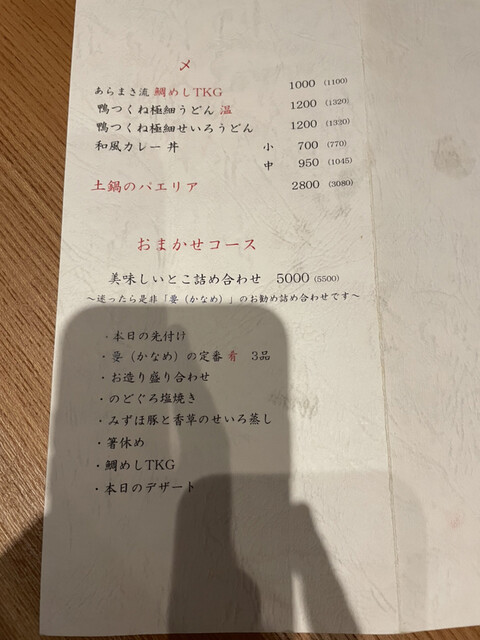 〆
あらまき流 鯛めしTKG 1000 (1100)
鴨つくね極細うどん 温 1200 (1320)
鴨つくね極細せいろうどん 1200 (1320)
和風カレー丼 小 700 (770)
中 950 (1045)
土鍋のパエリア 2800 (3080)
おまかせコース
美味しいとこ詰め合わせ 5000 (5500)
～迷ったら是非「要（かなめ）」のお勧め詰め合わせです～
・本日の先付け
・要（かなめ）の定番 肴 3品
・お造り盛り合わせ
・のどぐろ塩焼き
・みずほ豚と香草のせいろ蒸し
・箸休め
・鯛めしTKG
・本日のデザート